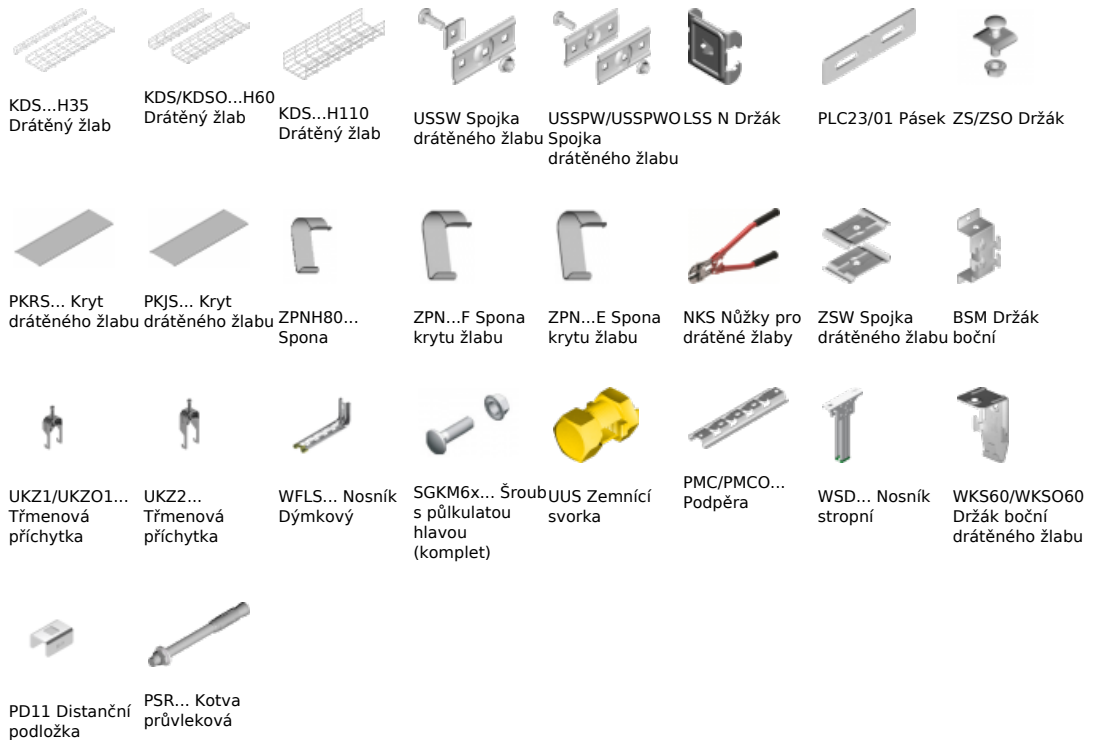 KDS...H35
Drátěný žlab
KDS/KDSO...H60
Drátěný žlab
KDS...H110
Drátěný žlab
USSW Spojka
drátěného žlabu
USSPW/USSPWO
Spojka
drátěného žlabu
LSS N Držák
PLC23/01 Pásek
ZS/ZSO Držák
PKRS... Kryt
drátěného žlabu
PKJS... Kryt
drátěného žlabu
ZPNH80...
Spona
ZPN...F Spona
krytu žlabu
ZPN...E Spona
krytu žlabu
NKS Nůžky pro
drátěné žlaby
ZSW Spojka
drátěného žlabu
BSM Držák
boční
UKZ1/UKZO1...
Třmenová
příchytka
UKZ2...
Třmenová
příchytka
WFLS... Nosník
Dýmkový
SGKM6x... Šroub
s půlkulatou
hlavou
(komplet)
UUS Zemnící
svorka
PMC/PMCO...
Podpěra
WSD... Nosník
stropní
WKS60/WKSO60
Držák boční
drátěného žlabu
PD11 Distanční
podložka
PSR... Kotva
průvleková